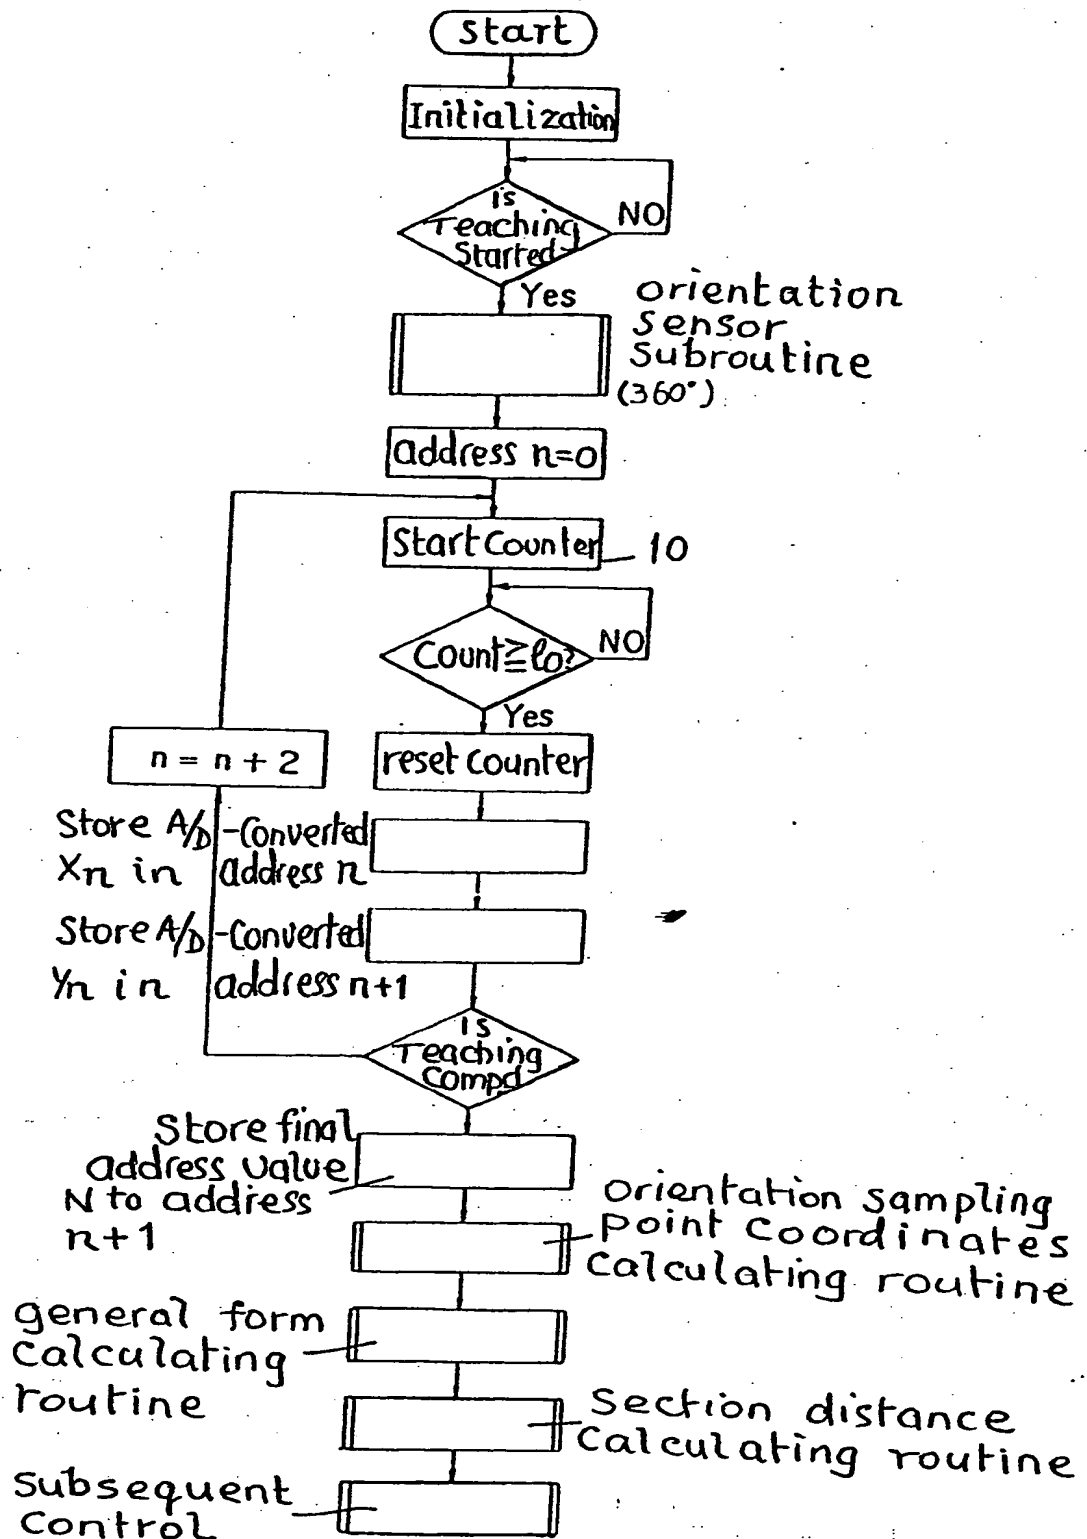 Start
Initialization
is
Teaching
Started
NO
Yes
orientation
sensor
subroutine
(360°)
address n=0
Start Counter
10
Count≧l0?
NO
Yes
n = n + 2
reset counter
Store A/D-Converted
Xn in address n
Store A/D-Converted
Yn in address n+1
is
Teaching
Compd
Store final
address value
N to address
n+1
orientation sampling
point coordinates
Calculating routine
general form
Calculating
routine
Section distance
Calculating routine
Subsequent
Control